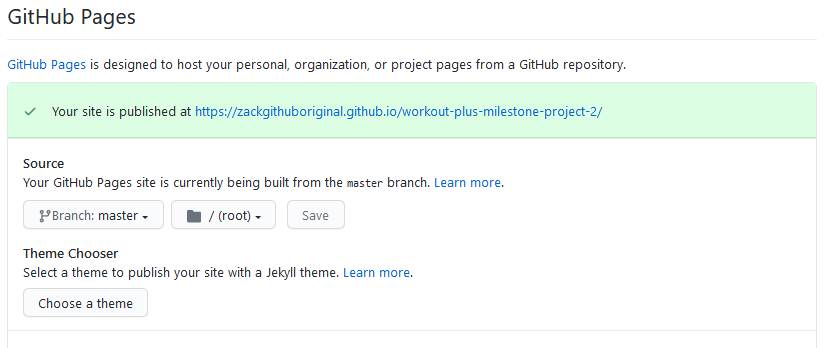 GitHub Pages
GitHub Pages is designed to host your personal, organization, or project pages from a GitHub repository.
Your site is published at https://zackgithuboriginal.github.io/workout-plus-milestone-project-2/
Source
Your GitHub Pages site is currently being built from the master branch. Learn more.
Branch: master / (root) Save
Theme Chooser
Select a theme to publish your site with a Jekyll theme. Learn more.
Choose a theme